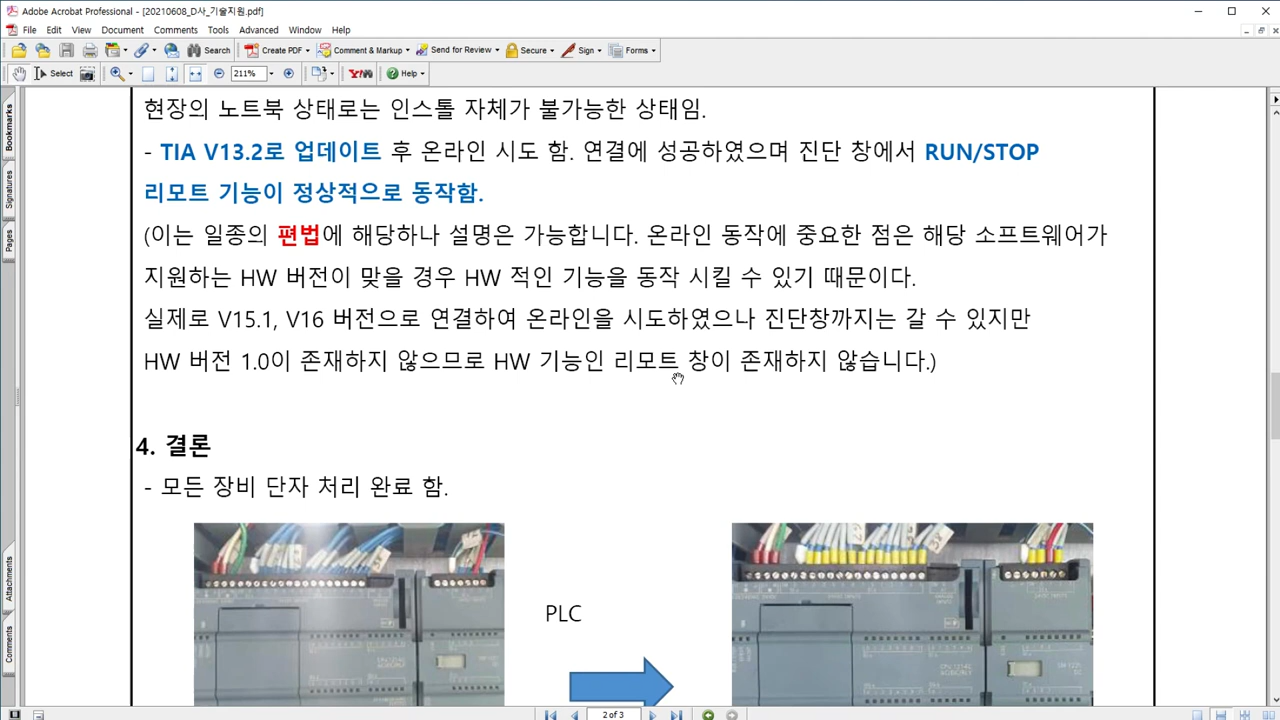 Adobe Acrobat Professional - [20210608_D사_기술지원.pdf]
File Edit View Document Comments Tools Advanced Window Help
Search Create PDF Comment & Markup Send for Review Secure Sign Forms
Select 211% Y! Help
Bookmarks
Signatures
Pages
Attachments
Comments
현장의 노트북 상태로는 인스톨 자체가 불가능한 상태임.
- TIA V13.2로 업데이트 후 온라인 시도 함. 연결에 성공하였으며 진단 창에서 RUN/STOP
리모트 기능이 정상적으로 동작함.
(이는 일종의 편법에 해당하나 설명은 가능합니다. 온라인 동작에 중요한 점은 해당 소프트웨어가
지원하는 HW 버전이 맞을 경우 HW 적인 기능을 동작 시킬 수 있기 때문이다.
실제로 V15.1, V16 버전으로 연결하여 온라인을 시도하였으나 진단창까지는 갈 수 있지만
HW 버전 1.0이 존재하지 않으므로 HW 기능인 리모트 창이 존재하지 않습니다.)
4. 결론
- 모든 장비 단자 처리 완료 함.
PLC
2 of 3